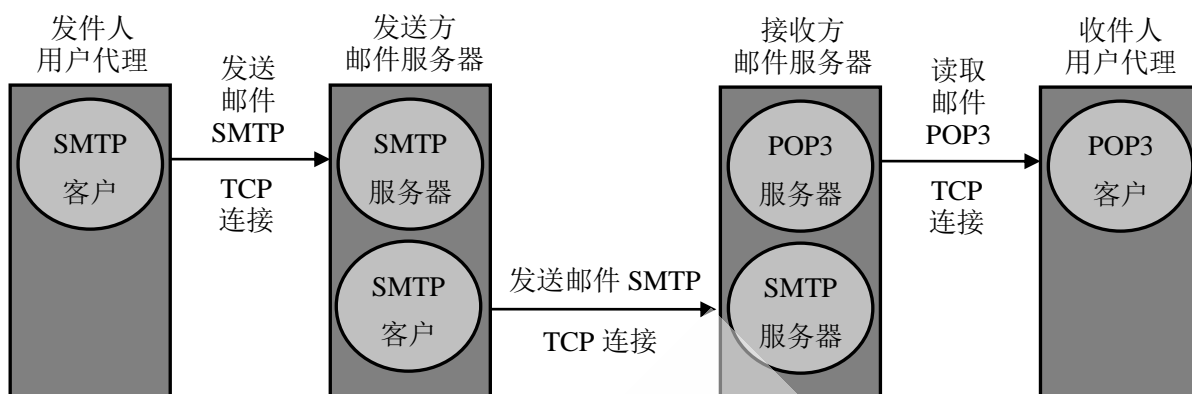 发件人
用户代理
发送
邮件
SMTP
TCP
连接
SMTP
客户
发送方
邮件服务器
SMTP
服务器
SMTP
客户
发送邮件 SMTP
TCP 连接
接收方
邮件服务器
POP3
服务器
SMTP
服务器
读取
邮件
POP3
TCP
连接
收件人
用户代理
POP3
客户